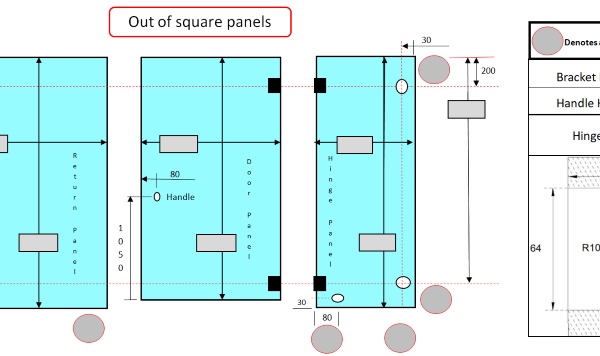 Out of square panels
30
Denotes
200
Bracket
Handle
Hinge
80
Handle
Return Panel
Door Panel
Hinge Panel
1050
64
R10
30
80